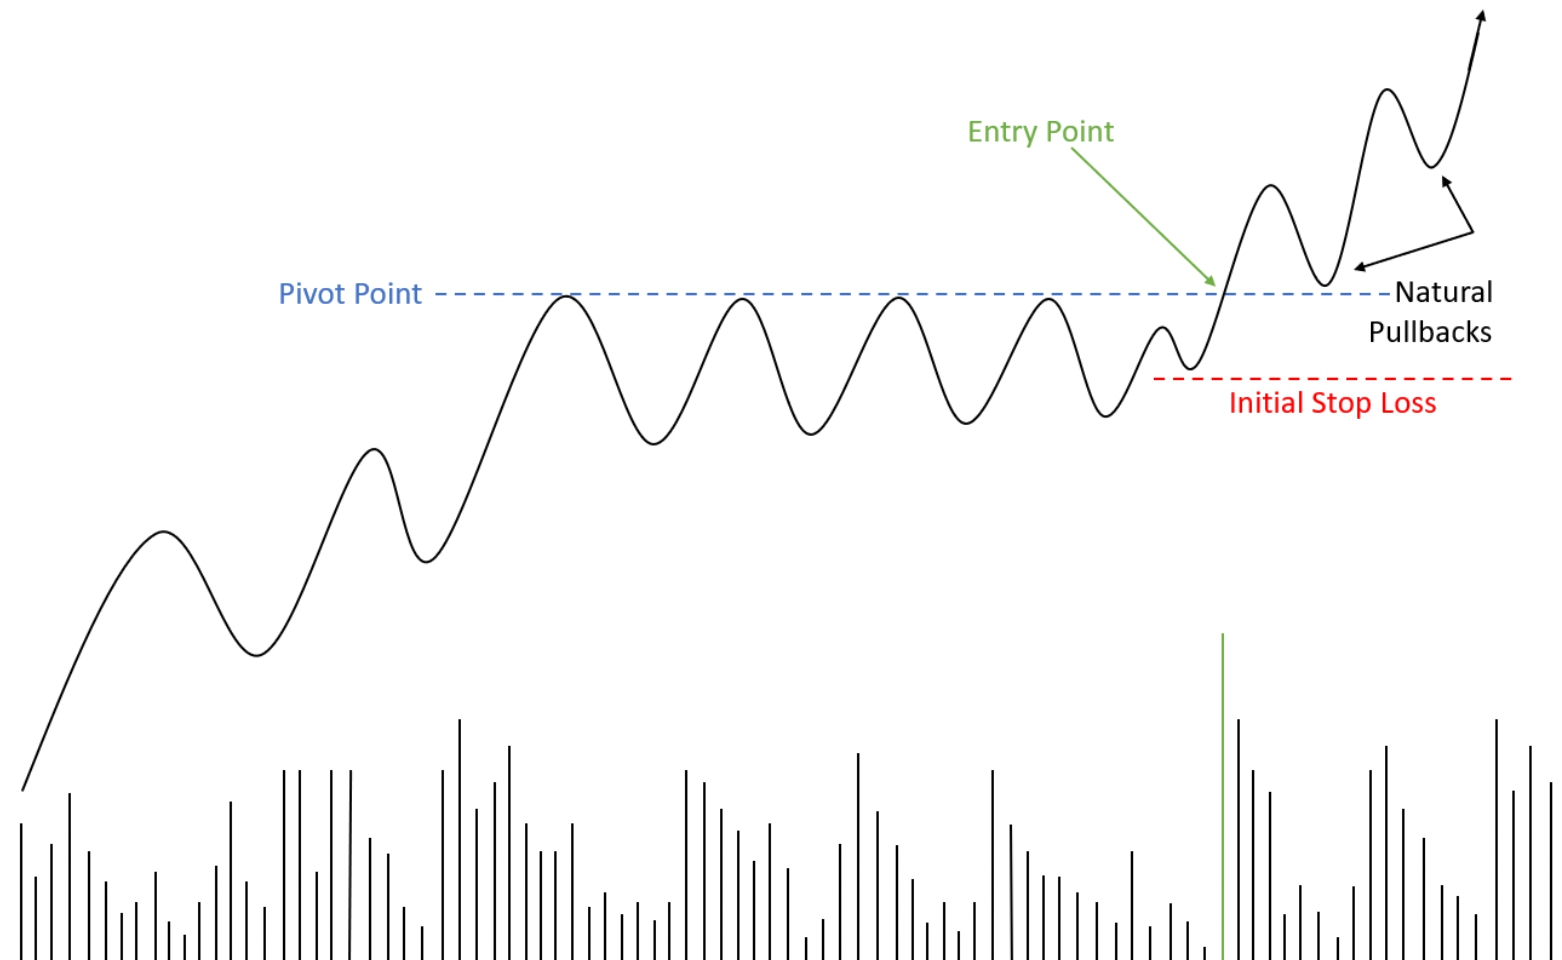 Entry Point
Pivot Point
Natural
Pullbacks
Initial Stop Loss